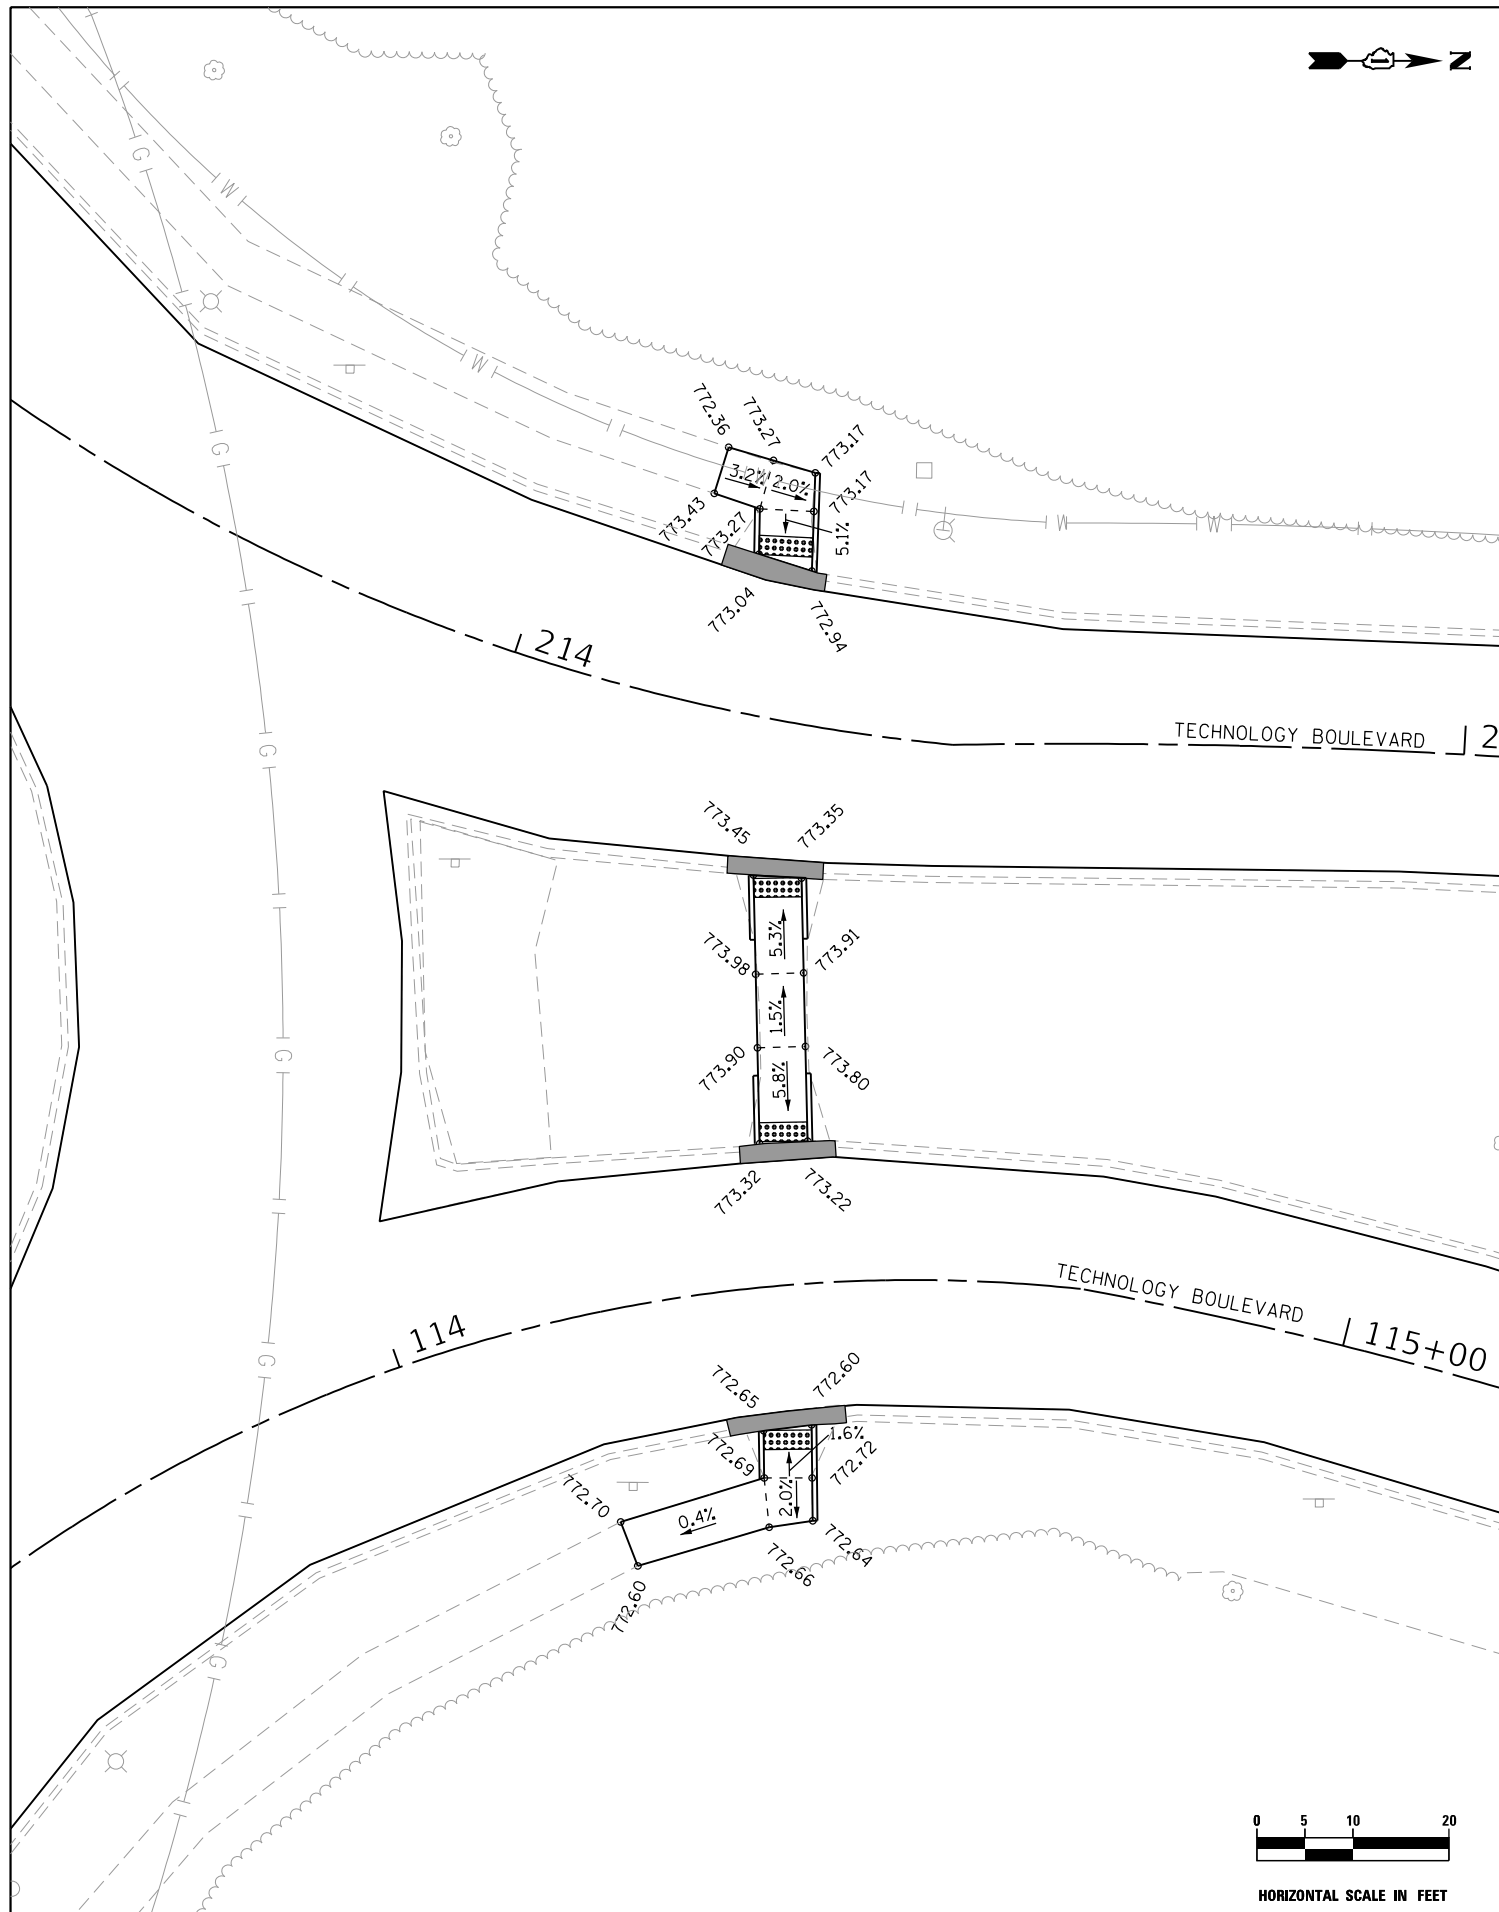 N
G
W
W
772.36
773.27
773.17
3.2%
W
2.0%
773.17
773.43
773.27
5.1%
W
W
G
773.04
772.94
214
TECHNOLOGY BOULEVARD
2
G
773.45
773.35
5.3%
773.98
773.91
1.5%
773.90
773.80
5.8%
G
773.32
773.22
TECHNOLOGY BOULEVARD
114
115+00
G
772.65
772.60
1.6%
772.69
772.72
772.70
2.0%
0.4%
772.64
772.66
772.60
G
0 5 10 20
HORIZONTAL SCALE IN FEET